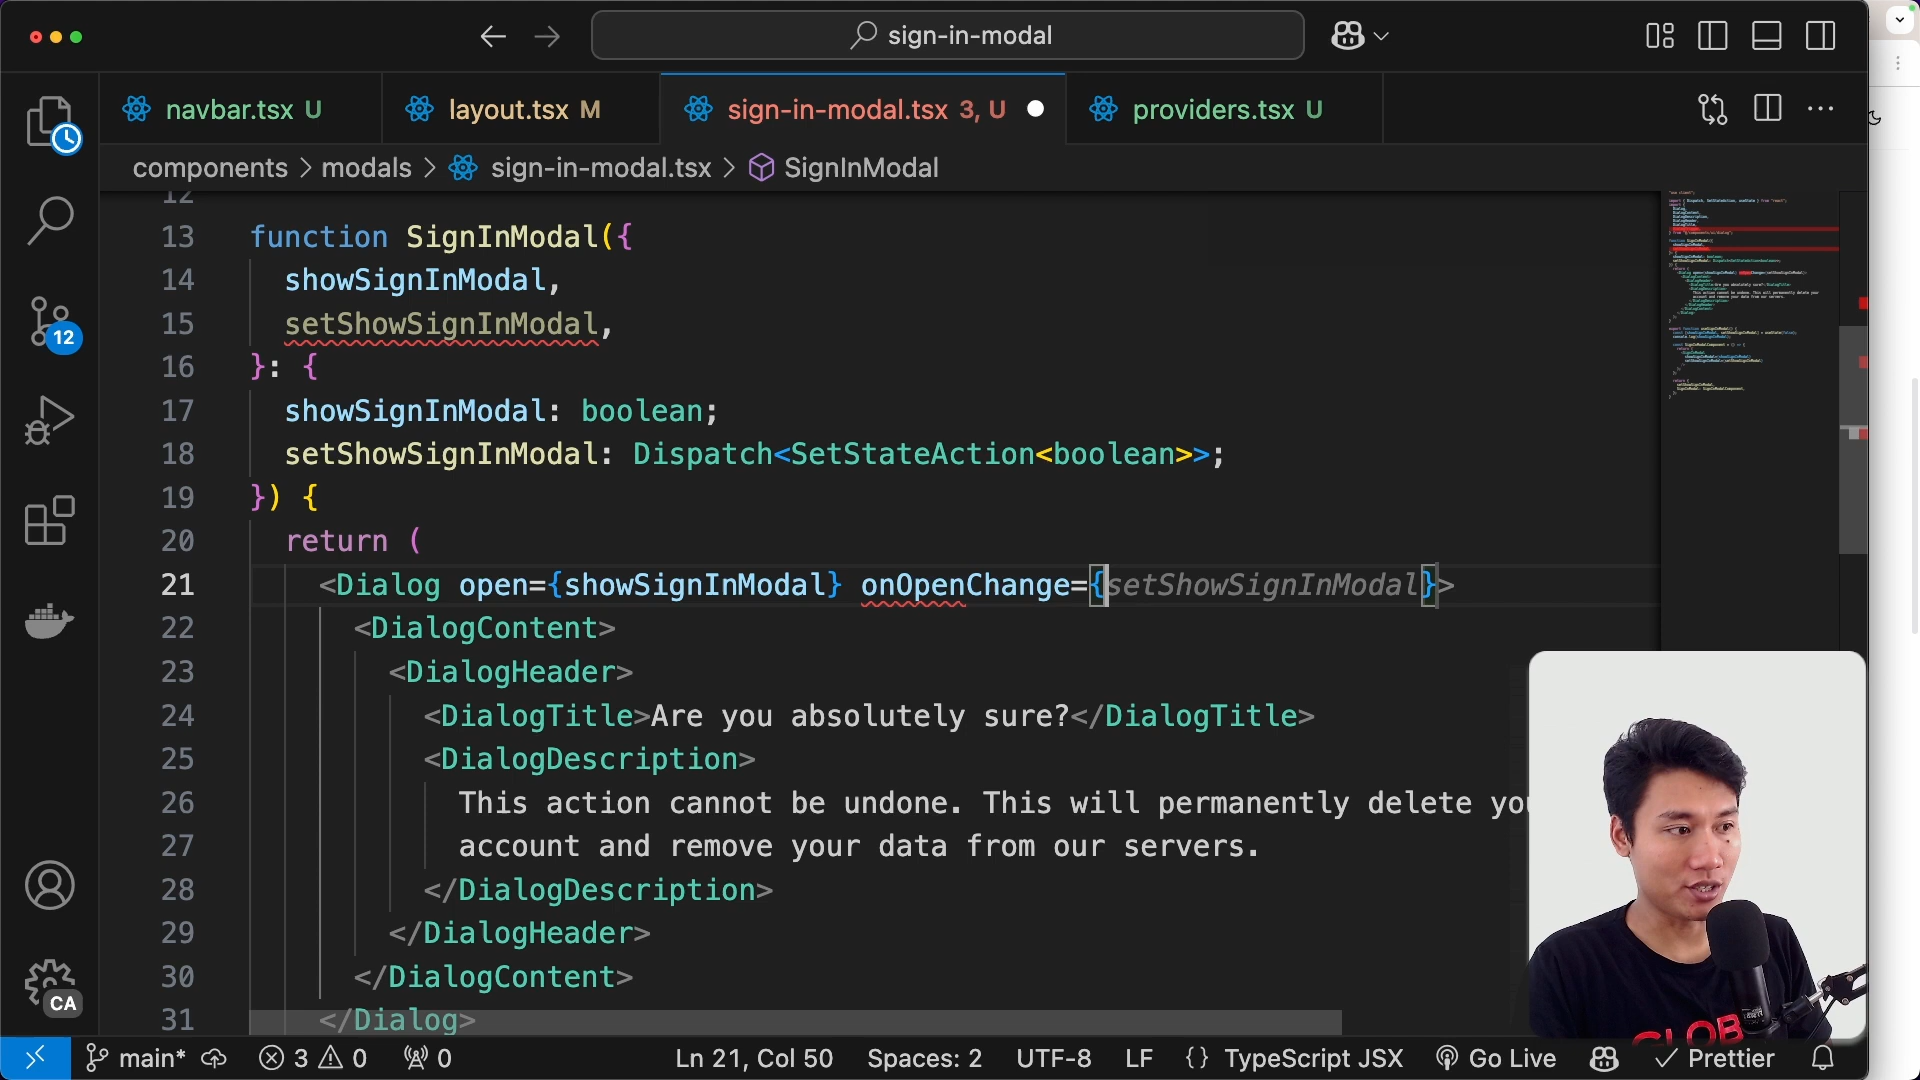 sign-in-modal
navbar.tsx U
layout.tsx M
sign-in-modal.tsx 3, U
providers.tsx U
components > modals > sign-in-modal.tsx > SignInModal
12
13 function SignInModal({
14 showSignInModal,
15 setShowSignInModal,
16 }: {
17 showSignInModal: boolean;
18 setShowSignInModal: Dispatch<SetStateAction<boolean>>;
19 }) {
20 return (
21 <Dialog open={showSignInModal} onOpenChange={setShowSignInModal}>
22 <DialogContent>
23 <DialogHeader>
24 <DialogTitle>Are you absolutely sure?</DialogTitle>
25 <DialogDescription>
26 This action cannot be undone. This will permanently delete you
27 account and remove your data from our servers.
28 </DialogDescription>
29 </DialogHeader>
30 </DialogContent>
31 </Dialog>
12
CA
GLOB
main* 3 0 0 Ln 21, Col 50 Spaces: 2 UTF-8 LF {} TypeScript JSX Go Live Prettier